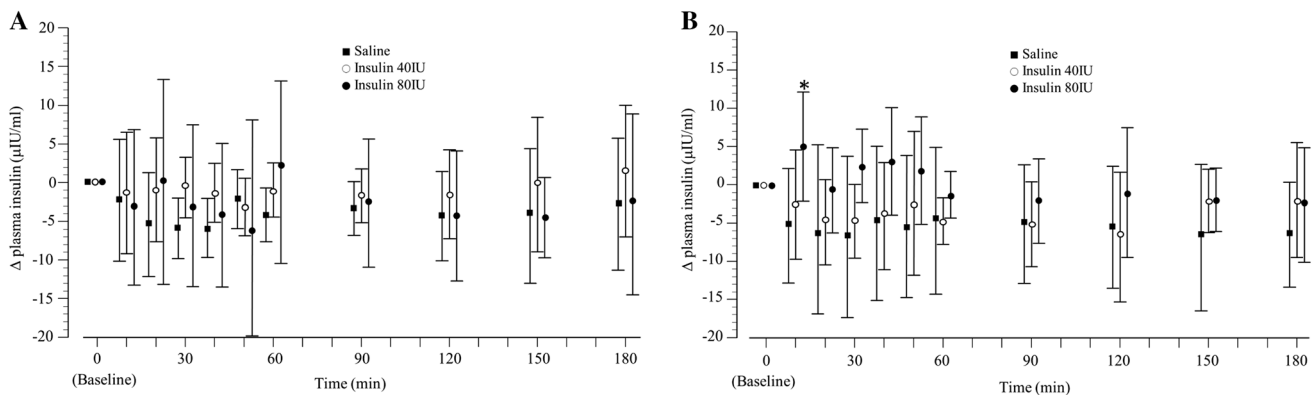 A
20
15
10
5
0
-5
-10
-15
-20
Δ plasma insulin (µIU/ml)
Saline
Insulin 40IU
Insulin 80IU
0 30 60 90 120 150 180
(Baseline)
Time (min)
B
20
15
10
5
0
-5
-10
-15
-20
Δ plasma insulin (µIU/ml)
Saline
Insulin 40IU
Insulin 80IU
*
0 30 60 90 120 150 180
(Baseline)
Time (min)